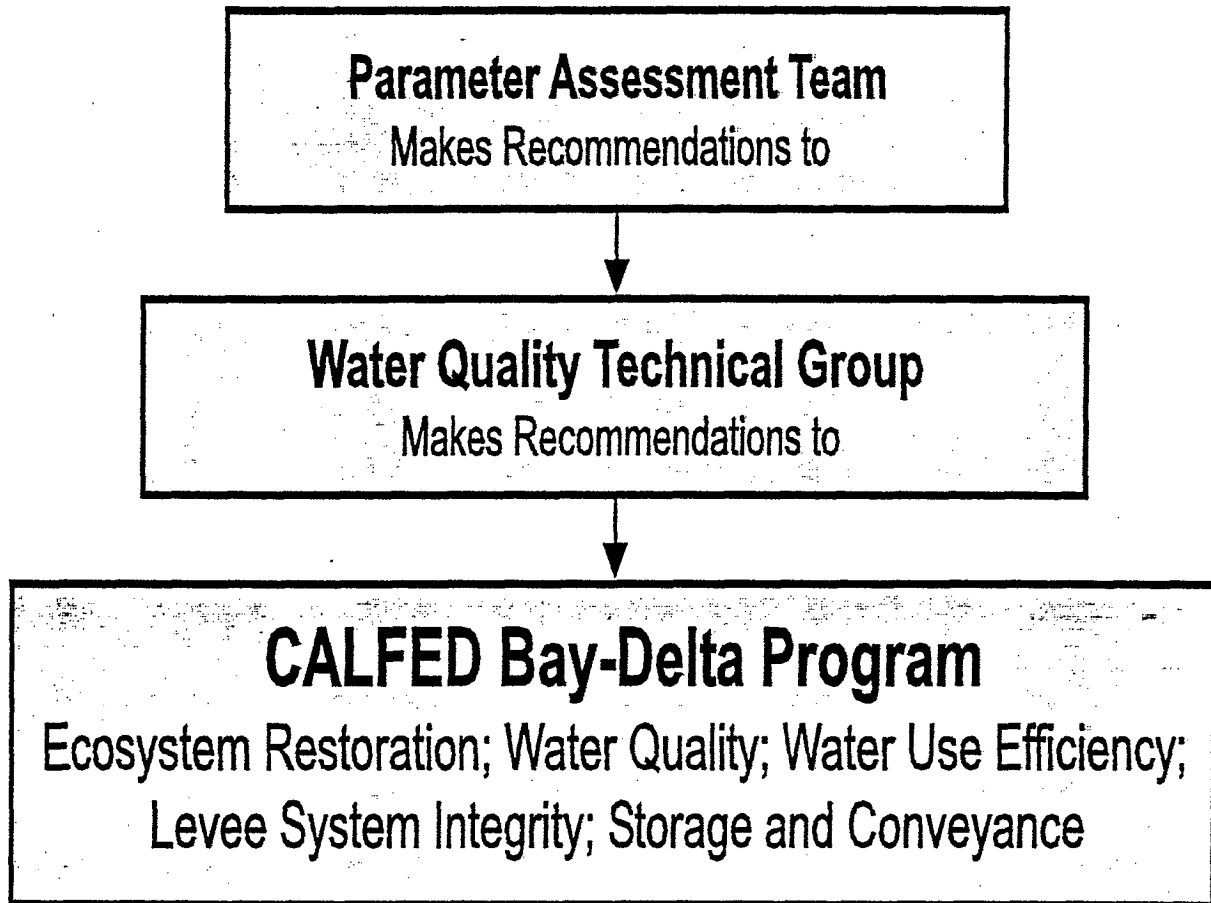 Parameter Assessment Team
Makes Recommendations to
Water Quality Technical Group
Makes Recommendations to
CALFED Bay-Delta Program
Ecosystem Restoration; Water Quality; Water Use Efficiency;
Levee System Integrity; Storage and Conveyance